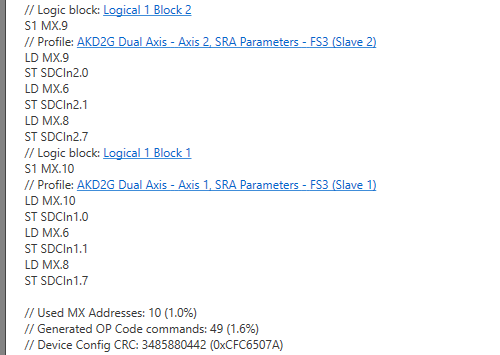 // Logic block: Logical 1 Block 2
S1 MX.9
// Profile: AKD2G Dual Axis - Axis 2, SRA Parameters - FS3 (Slave 2)
LD MX.9
ST SDCIn2.0
LD MX.6
ST SDCIn2.1
LD MX.8
ST SDCIn2.7
// Logic block: Logical 1 Block 1
S1 MX.10
// Profile: AKD2G Dual Axis - Axis 1, SRA Parameters - FS3 (Slave 1)
LD MX.10
ST SDCIn1.0
LD MX.6
ST SDCIn1.1
LD MX.8
ST SDCIn1.7
// Used MX Addresses: 10 (1.0%)
// Generated OP Code commands: 49 (1.6%)
// Device Config CRC: 3485880442 (0xCFC6507A)